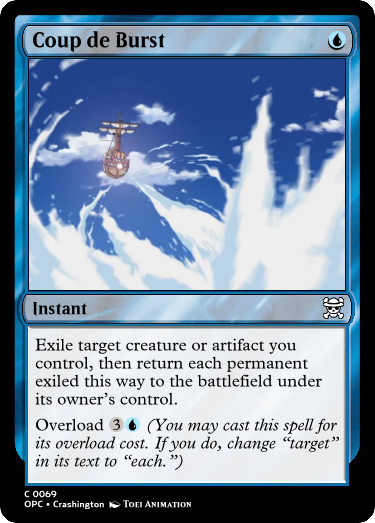 Coup de Burst
Instant
Exile target creature or artifact you
control, then return each permanent
exiled this way to the battlefield under
its owner's control.
Overload 3 (You may cast this spell for
its overload cost. If you do, change “target”
in its text to “each.”)
C 0069
OPC • Crashington Toei Animation